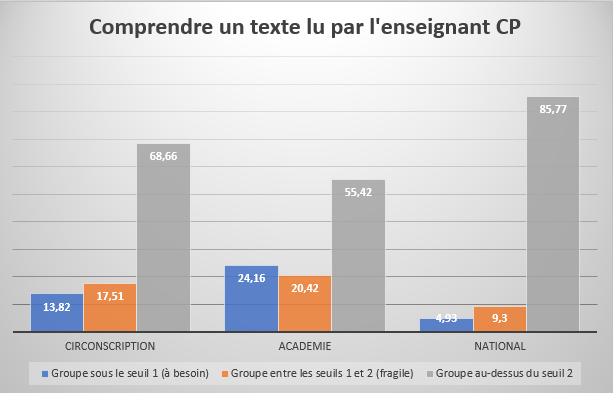 Comprendre un texte lu par l'enseignant CP
13,82 17,51 68,66
24,16 20,42 55,42
4,93 9,3 85,77
CIRCONSCRIPTION ACADEMIE NATIONAL
Groupe sous le seuil 1 (à besoin) Groupe entre les seuils 1 et 2 (fragile) Groupe au-dessus du seuil 2